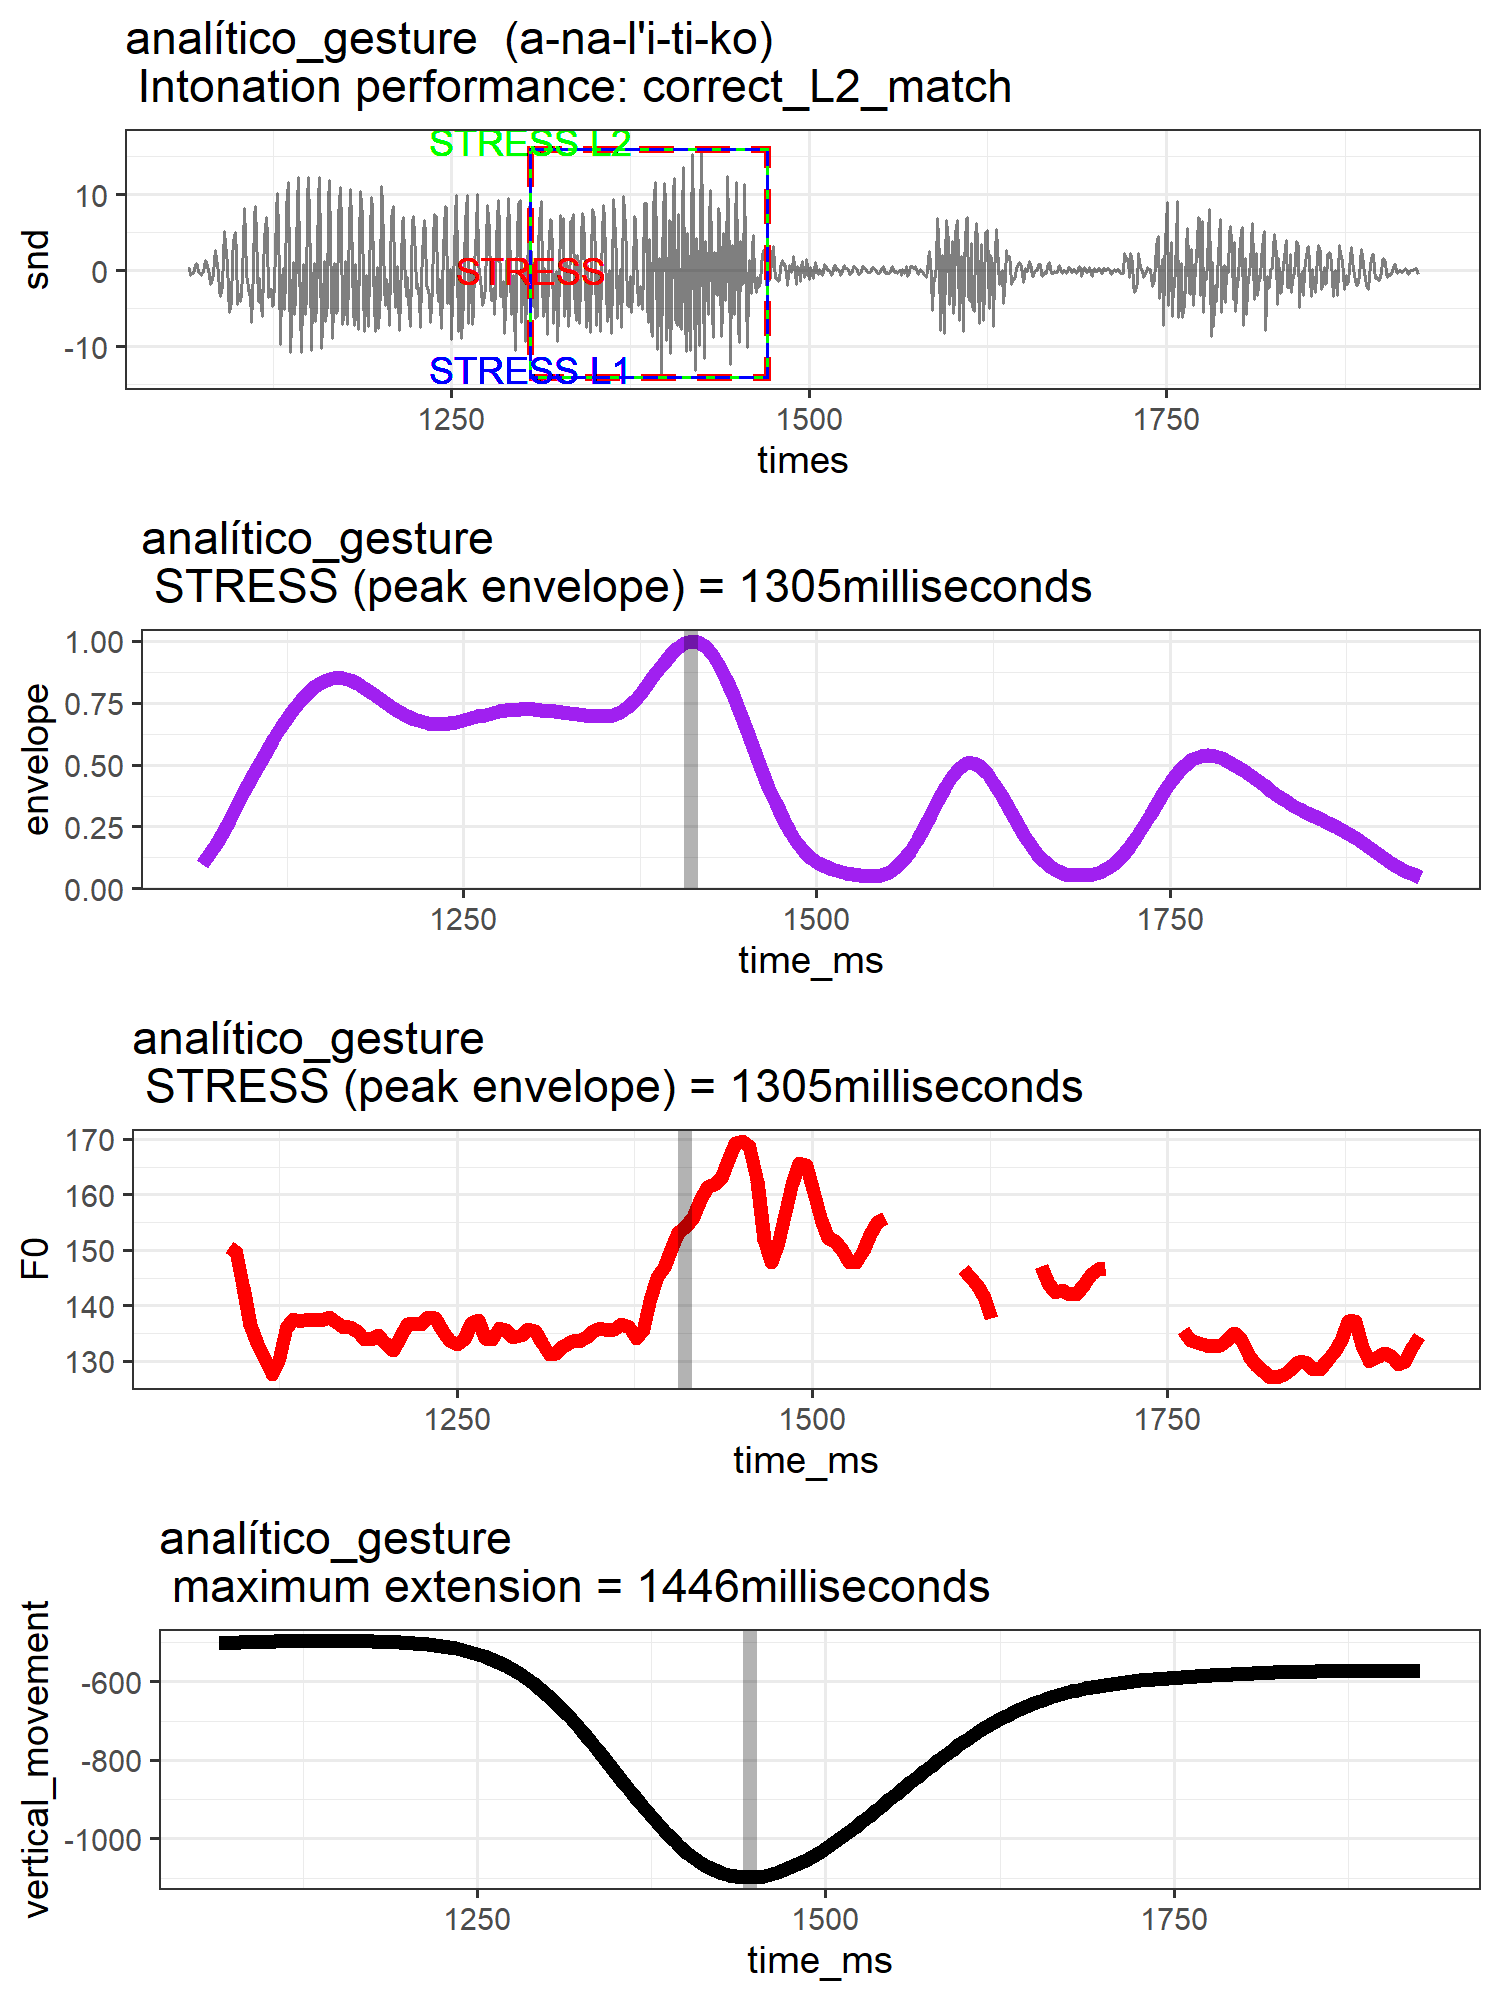 analítico_gesture  (a-na-l'i-ti-ko)
Intonation performance: correct_L2_match
STRESS L2
STRESS
STRESS L1
snd
10
0
-10
1250 1500 1750
times
analítico_gesture
STRESS (peak envelope) = 1305milliseconds
envelope
1.00
0.75
0.50
0.25
0.00
1250 1500 1750
time_ms
analítico_gesture
STRESS (peak envelope) = 1305milliseconds
F0
170
160
150
140
130
1250 1500 1750
time_ms
analítico_gesture
maximum extension = 1446milliseconds
vertical_movement
-600
-800
-1000
1250 1500 1750
time_ms